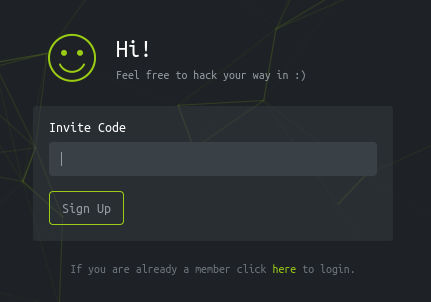 Hi!
Feel free to hack your way in :)
Invite Code
Sign Up
If you are already a member click here to login.